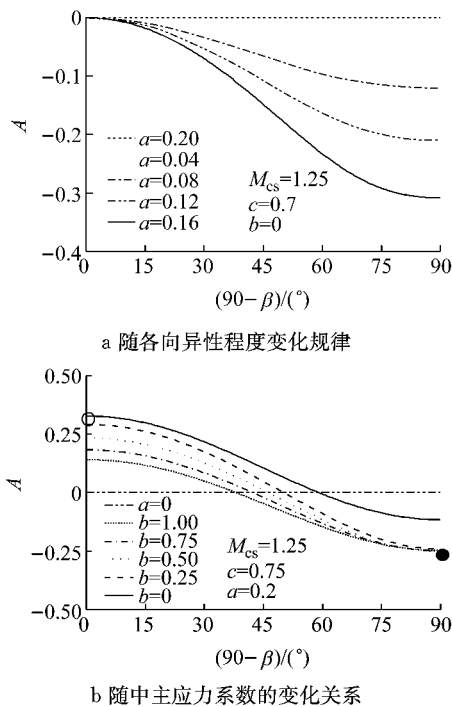 0
−0.1
−0.2
−0.3
−0.4
A
a=0.20
a=0.04
a=0.08
a=0.12
a=0.16
M_cs=1.25
c=0.7
b=0
0 15 30 45 60 75 90
(90−β)/(°)
a 随各向异性程度变化规律
0.50
0.25
0
−0.25
−0.50
A
a=0
b=1.00
b=0.75
b=0.50
b=0.25
b=0
M_cs=1.25
c=0.75
a=0.2
0 15 30 45 60 75 90
(90−β)/(°)
b 随中主应力系数的变化关系